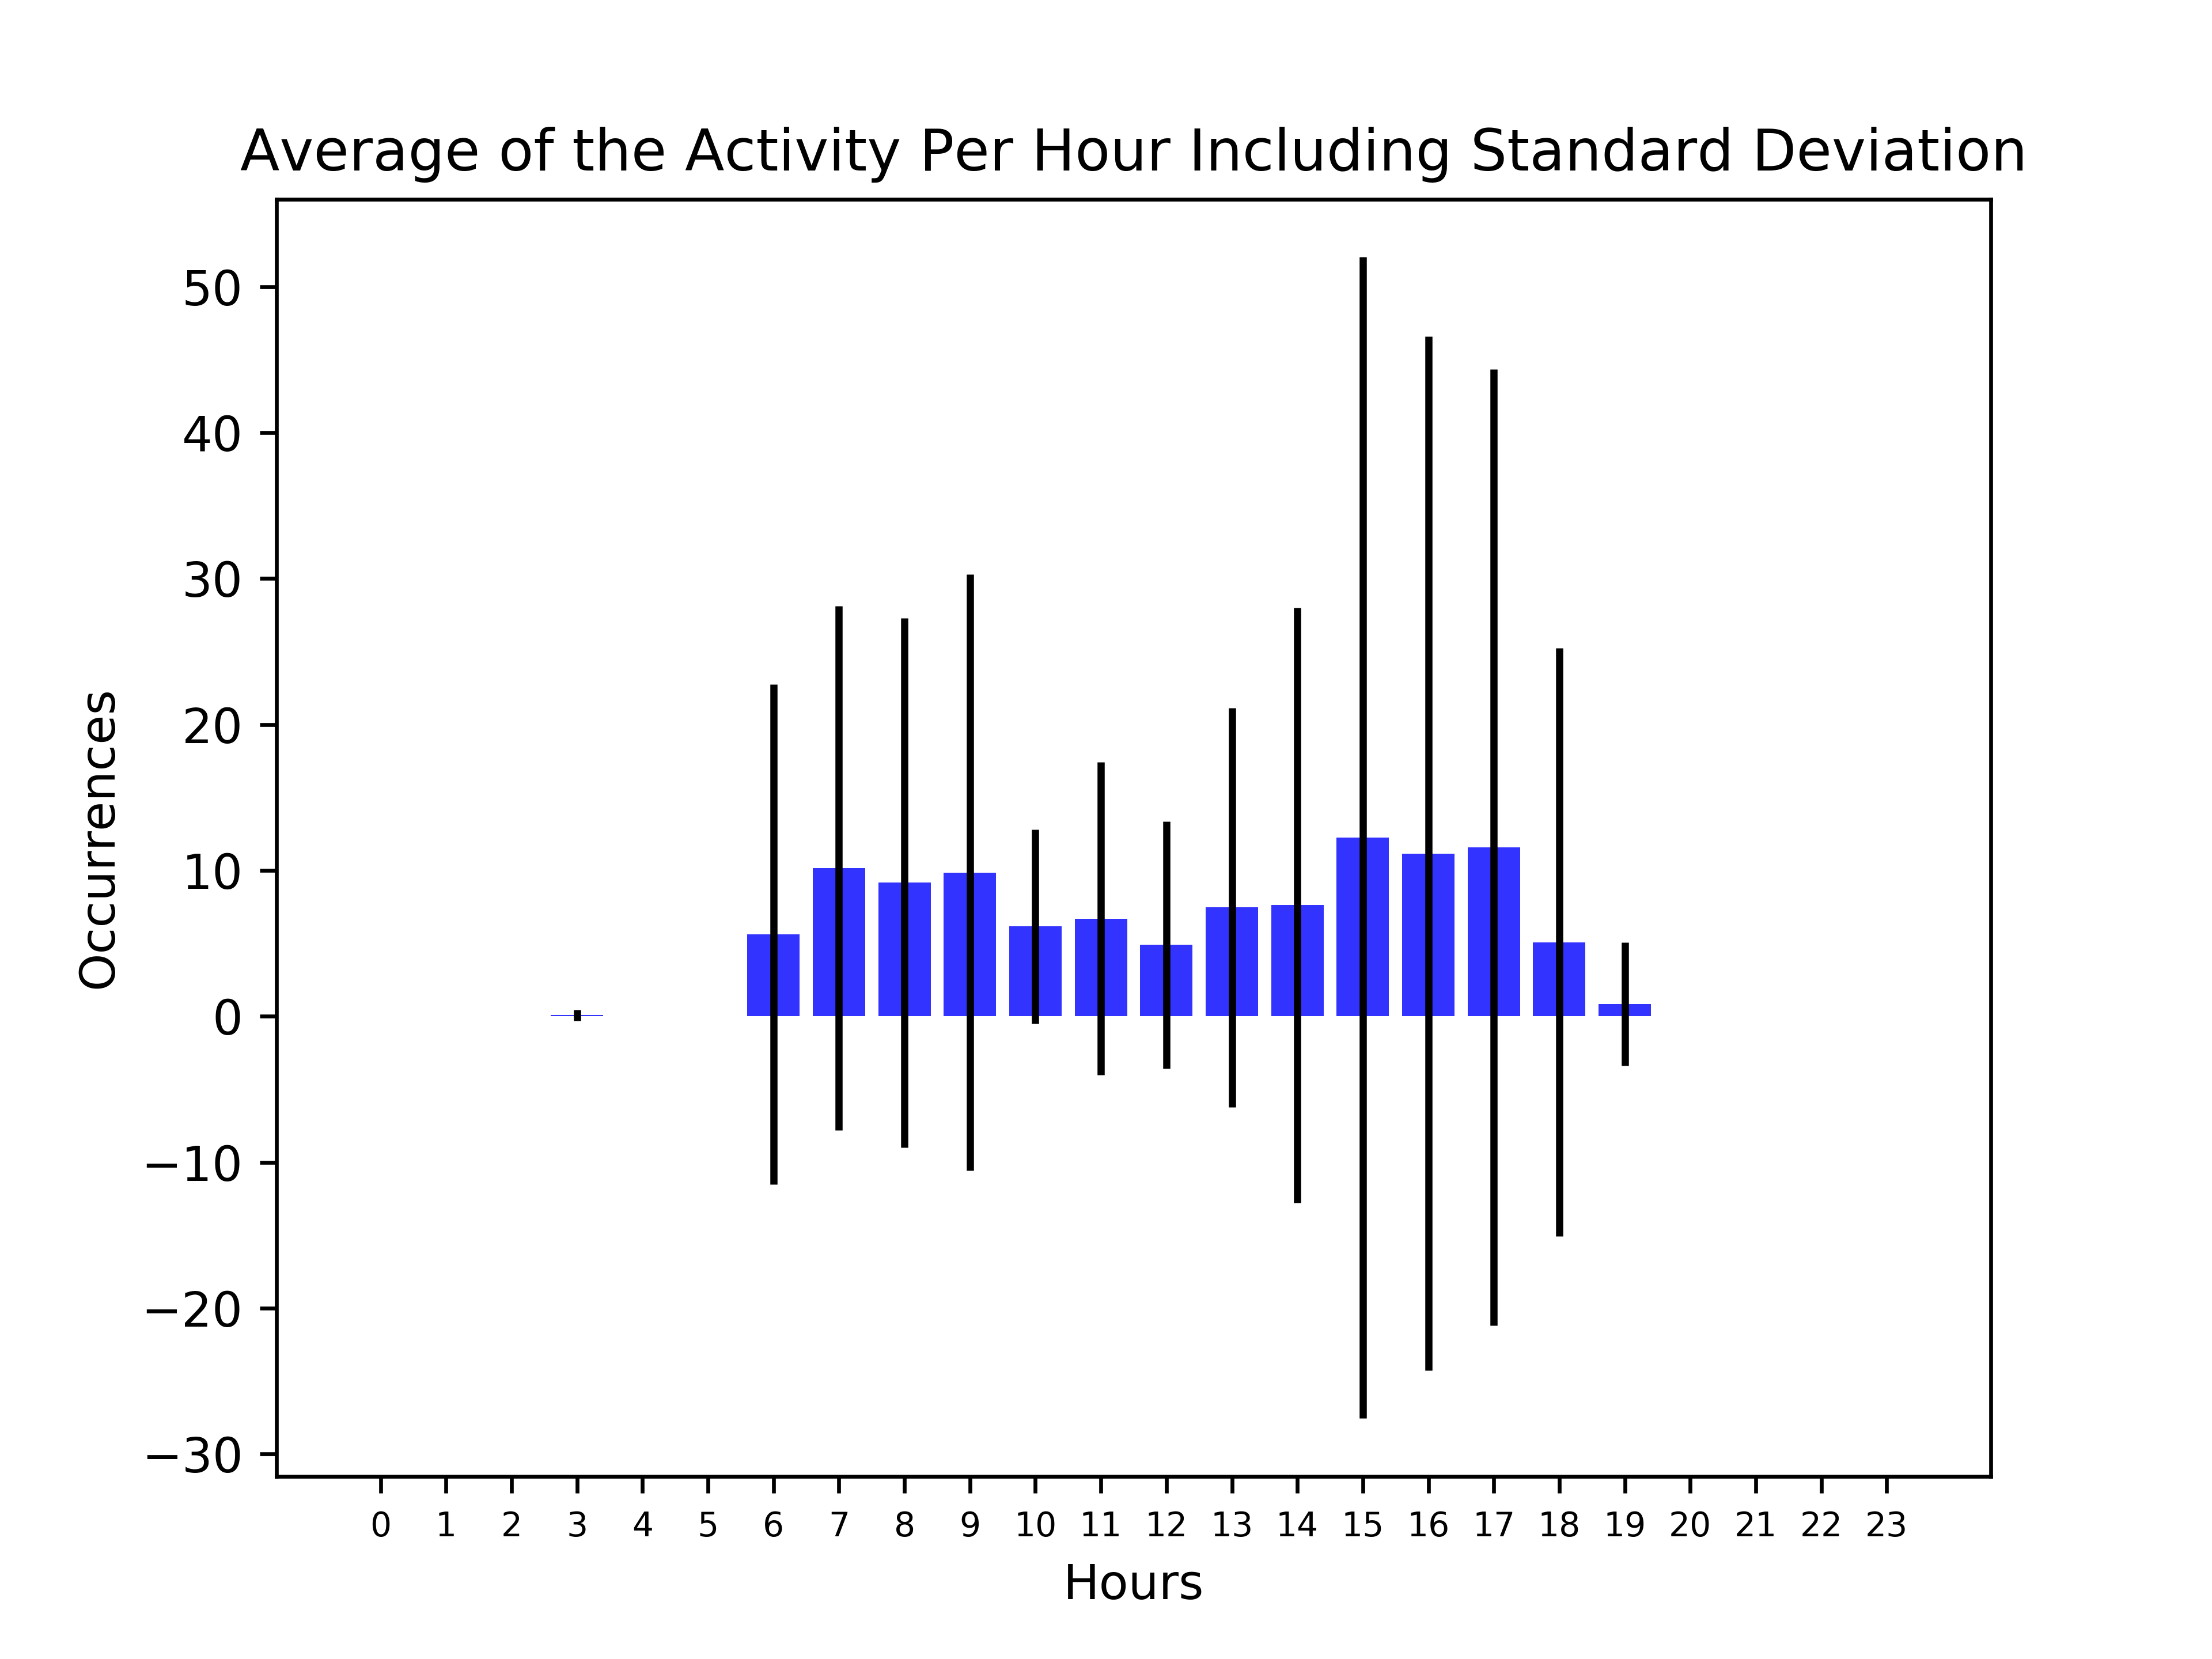 Average of the Activity Per Hour Including Standard Deviation
50
40
30
20
10
0
−10
−20
−30
Occurrences
0 1 2 3 4 5 6 7 8 9 10 11 12 13 14 15 16 17 18 19 20 21 22 23
Hours